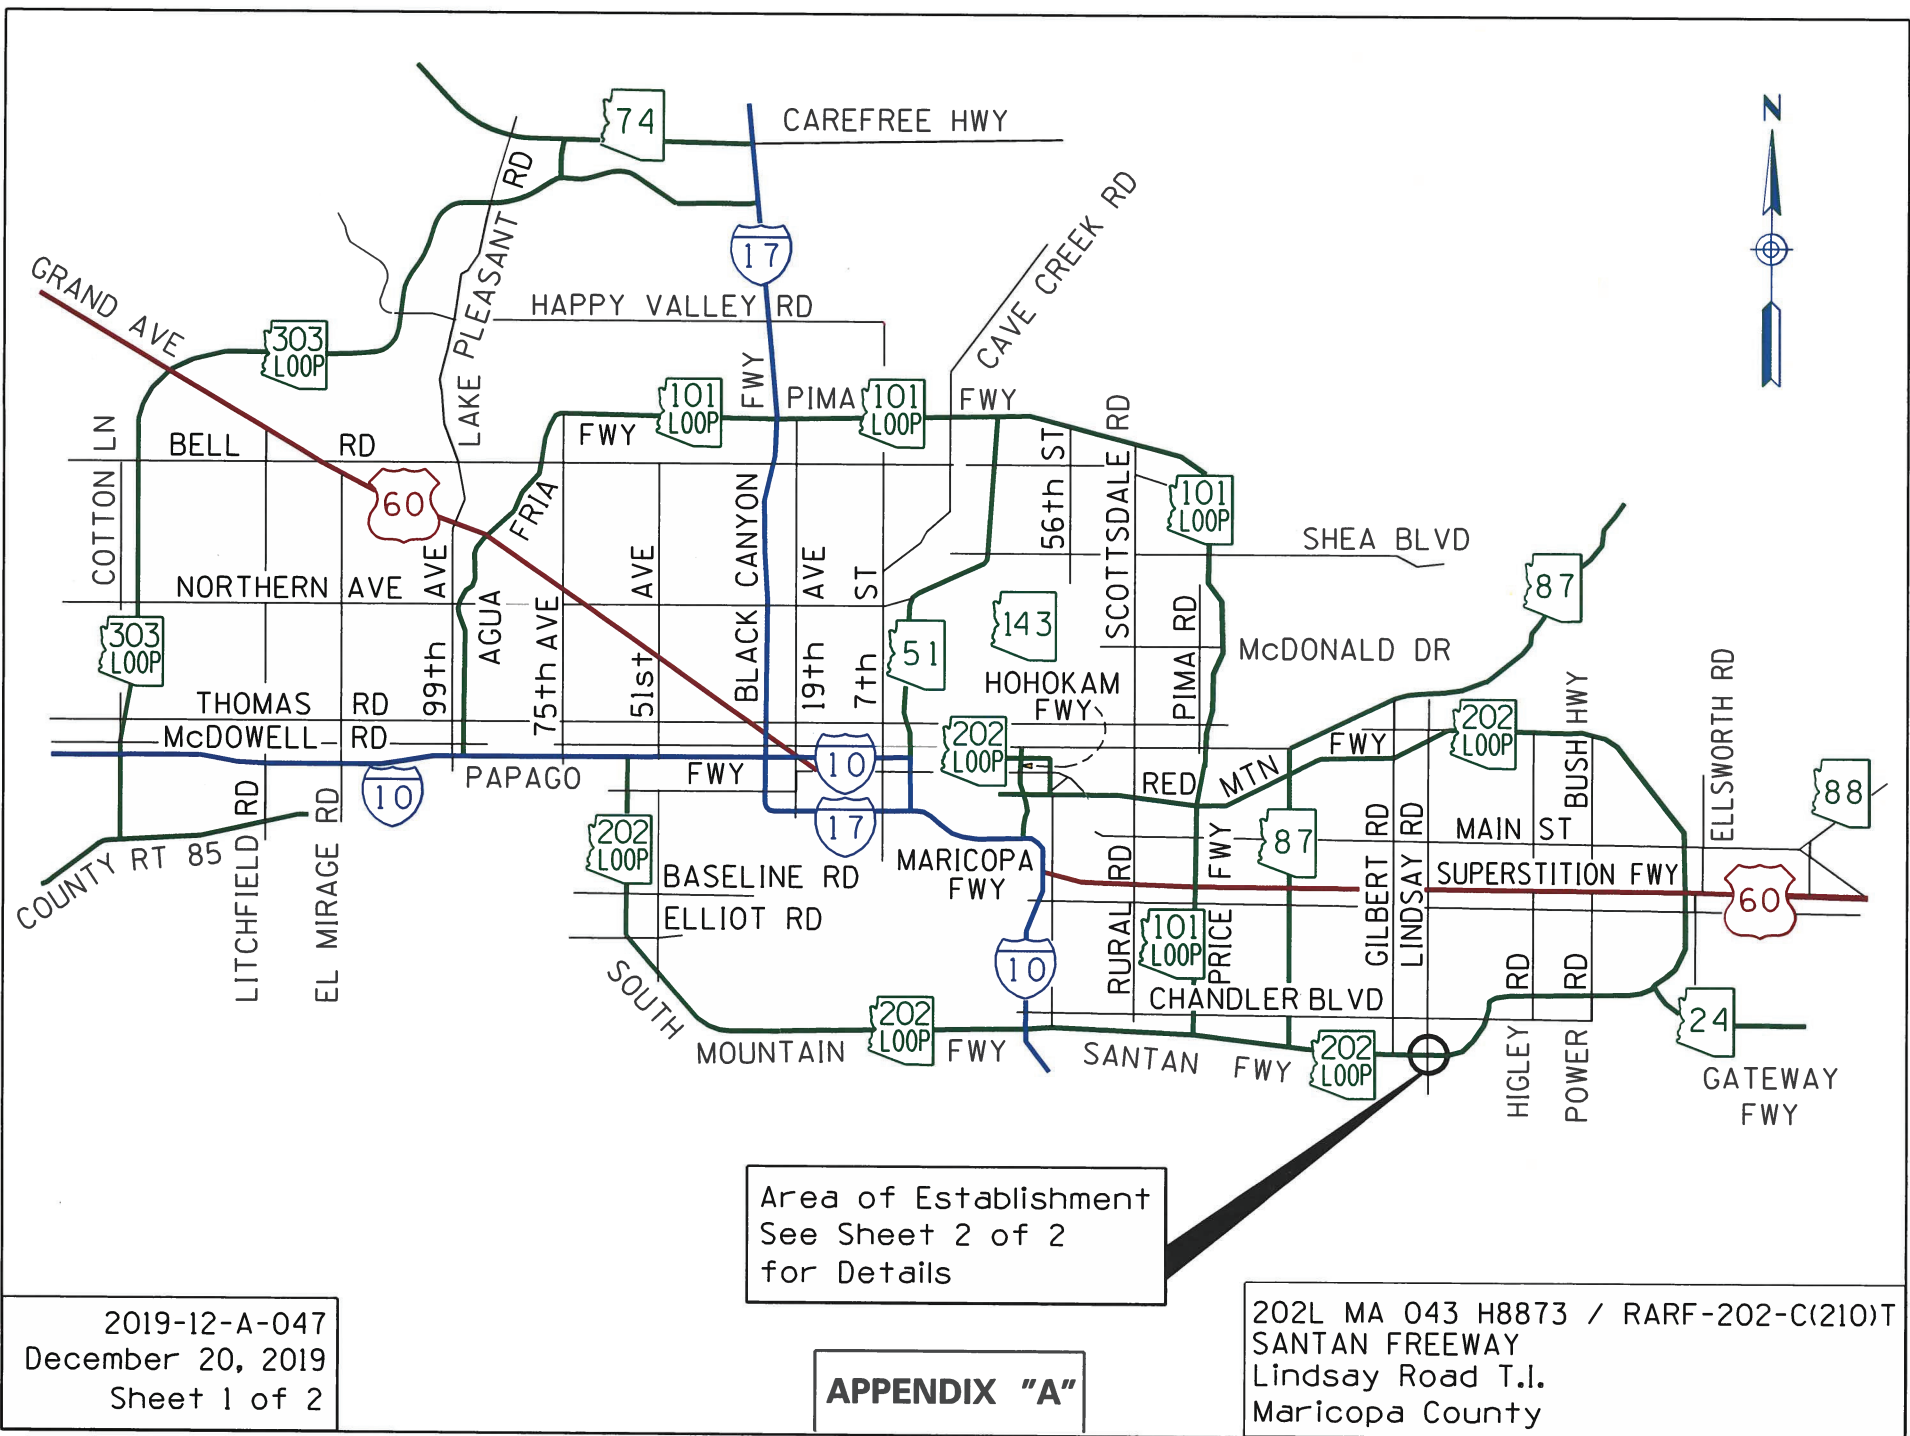 74
CAREFREE HWY
N
LAKE PLEASANT RD
17
CAVE CREEK RD
GRAND AVE
HAPPY VALLEY RD
303
LOOP
101
LOOP
FWY
PIMA
101
LOOP
FWY
FWY
COTTON LN
BELL RD
60
AGUA FRIA
BLACK CANYON
56th ST
SCOTTSDALE RD
101
LOOP
SHEA BLVD
87
NORTHERN AVE
99th AVE
75th AVE
51st AVE
19th AVE
7th ST
143
PIMA RD
PIMA RD
McDONALD DR
303
LOOP
51
HOHOKAM
FWY
THOMAS RD
McDOWELL RD
202
LOOP
FWY
202
LOOP
BUSH HWY
ELLSWORTH RD
PAPAGO
FWY
10
10
RED MTN
88
17
COUNTY RT 85
LITCHFIELD RD
EL MIRAGE RD
202
LOOP
BASELINE RD
ELLIOT RD
MARICOPA
FWY
RURAL RD
PRICE FWY
87
GILBERT RD
LINDSAY RD
MAIN ST
SUPERSTITION FWY
60
101
LOOP
10
CHANDLER BLVD
HIGLEY RD
POWER RD
SOUTH
MOUNTAIN
202
LOOP
FWY
SANTAN
FWY
202
LOOP
24
GATEWAY
FWY
Area of Establishment
See Sheet 2 of 2
for Details
2019-12-A-047
December 20, 2019
Sheet 1 of 2
APPENDIX "A"
202L MA 043 H8873 / RARF-202-C(210)T
SANTAN FREEWAY
Lindsay Road T.I.
Maricopa County